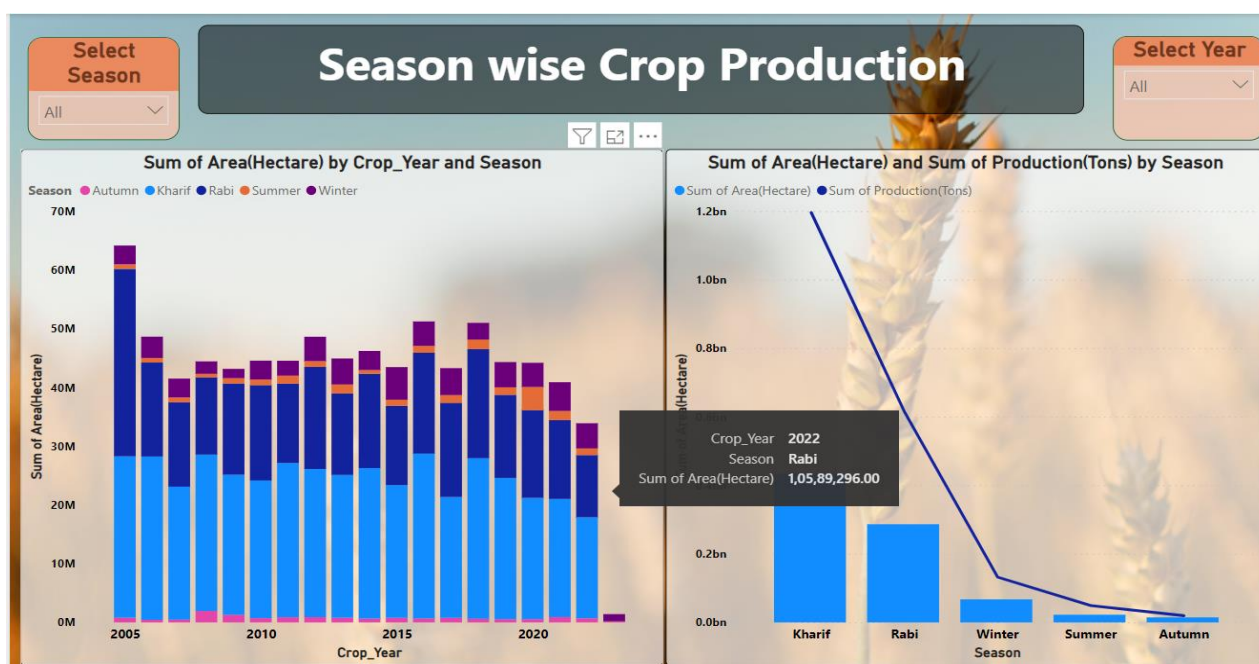 Select
Season
All
Season wise Crop Production
Select Year
All
Sum of Area(Hectare) by Crop_Year and Season
Season Autumn Kharif Rabi Summer Winter
70M
60M
50M
40M
30M
20M
10M
0M
Sum of Area(Hectare)
2005 2010 2015 2020
Crop_Year
Sum of Area(Hectare) and Sum of Production(Tons) by Season
Sum of Area(Hectare) Sum of Production(Tons)
1.2bn
1.0bn
0.8bn
0.2bn
0.0bn
Hectare)
Kharif Rabi Winter Summer Autumn
Season
Crop_Year 2022
Season Rabi
Sum of Area(Hectare) 1,05,89,296.00